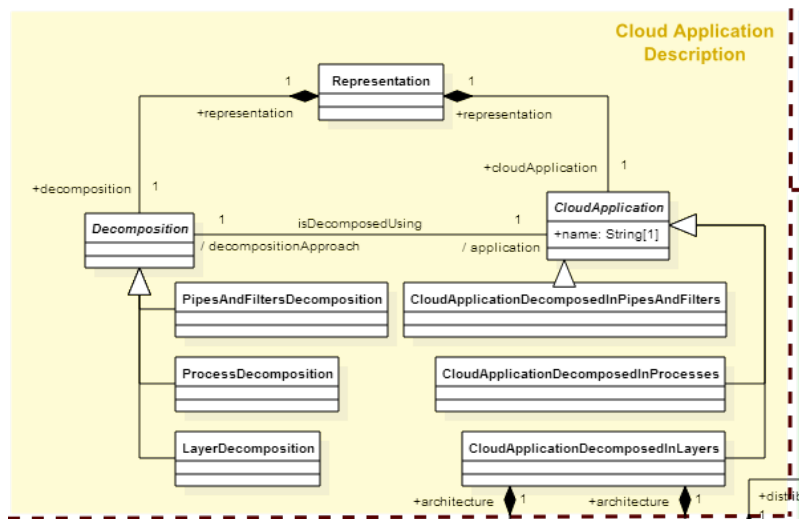 Cloud Application
Description
Representation
1
1
+representation
+representation
+cloudApplication
1
+decomposition
1
Decomposition
CloudApplication
+name: String[1]
1
isDecomposedUsing
1
/ decompositionApproach
/ application
PipesAndFiltersDecomposition
CloudApplicationDecomposedInPipesAndFilters
ProcessDecomposition
CloudApplicationDecomposedInProcesses
LayerDecomposition
CloudApplicationDecomposedInLayers
+architecture
1
+architecture
1
1